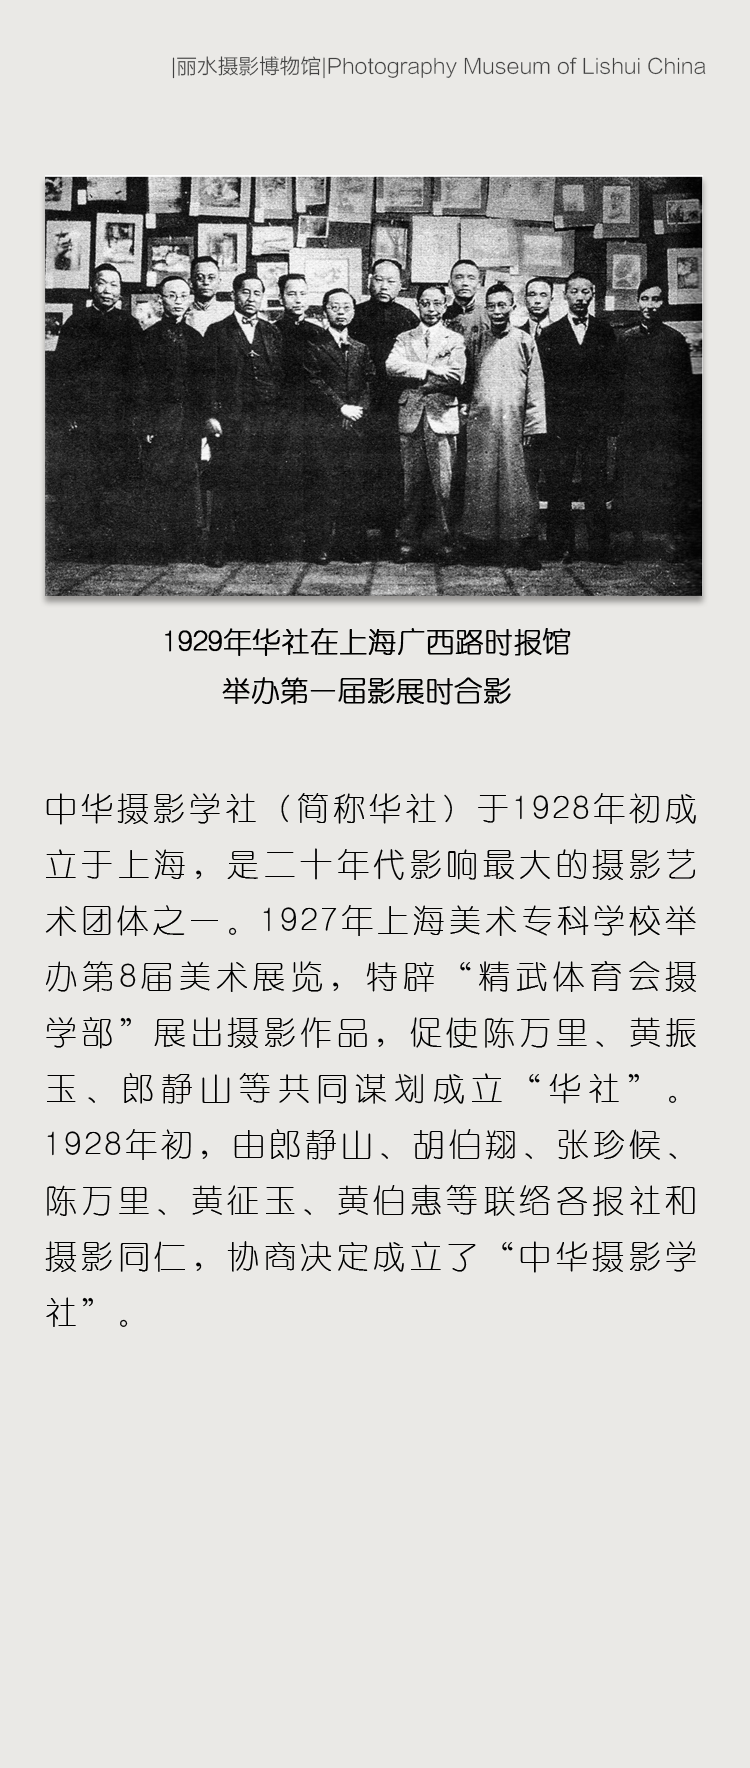 |丽水摄影博物馆|Photography Museum of Lishui China
1929年华社在上海广西路时报馆
举办第一届影展时合影
中华摄影学社（简称华社）于1928年初成
立于上海，是二十年代影响最大的摄影艺
术团体之一。1927年上海美术专科学校举
办第8届美术展览，特辟“精武体育会摄
学部”展出摄影作品，促使陈万里、黄振
玉、郎静山等共同谋划成立“华社”。
1928年初，由郎静山、胡伯翔、张珍候、
陈万里、黄征玉、黄伯惠等联络各报社和
摄影同仁，协商决定成立了“中华摄影学
社”。